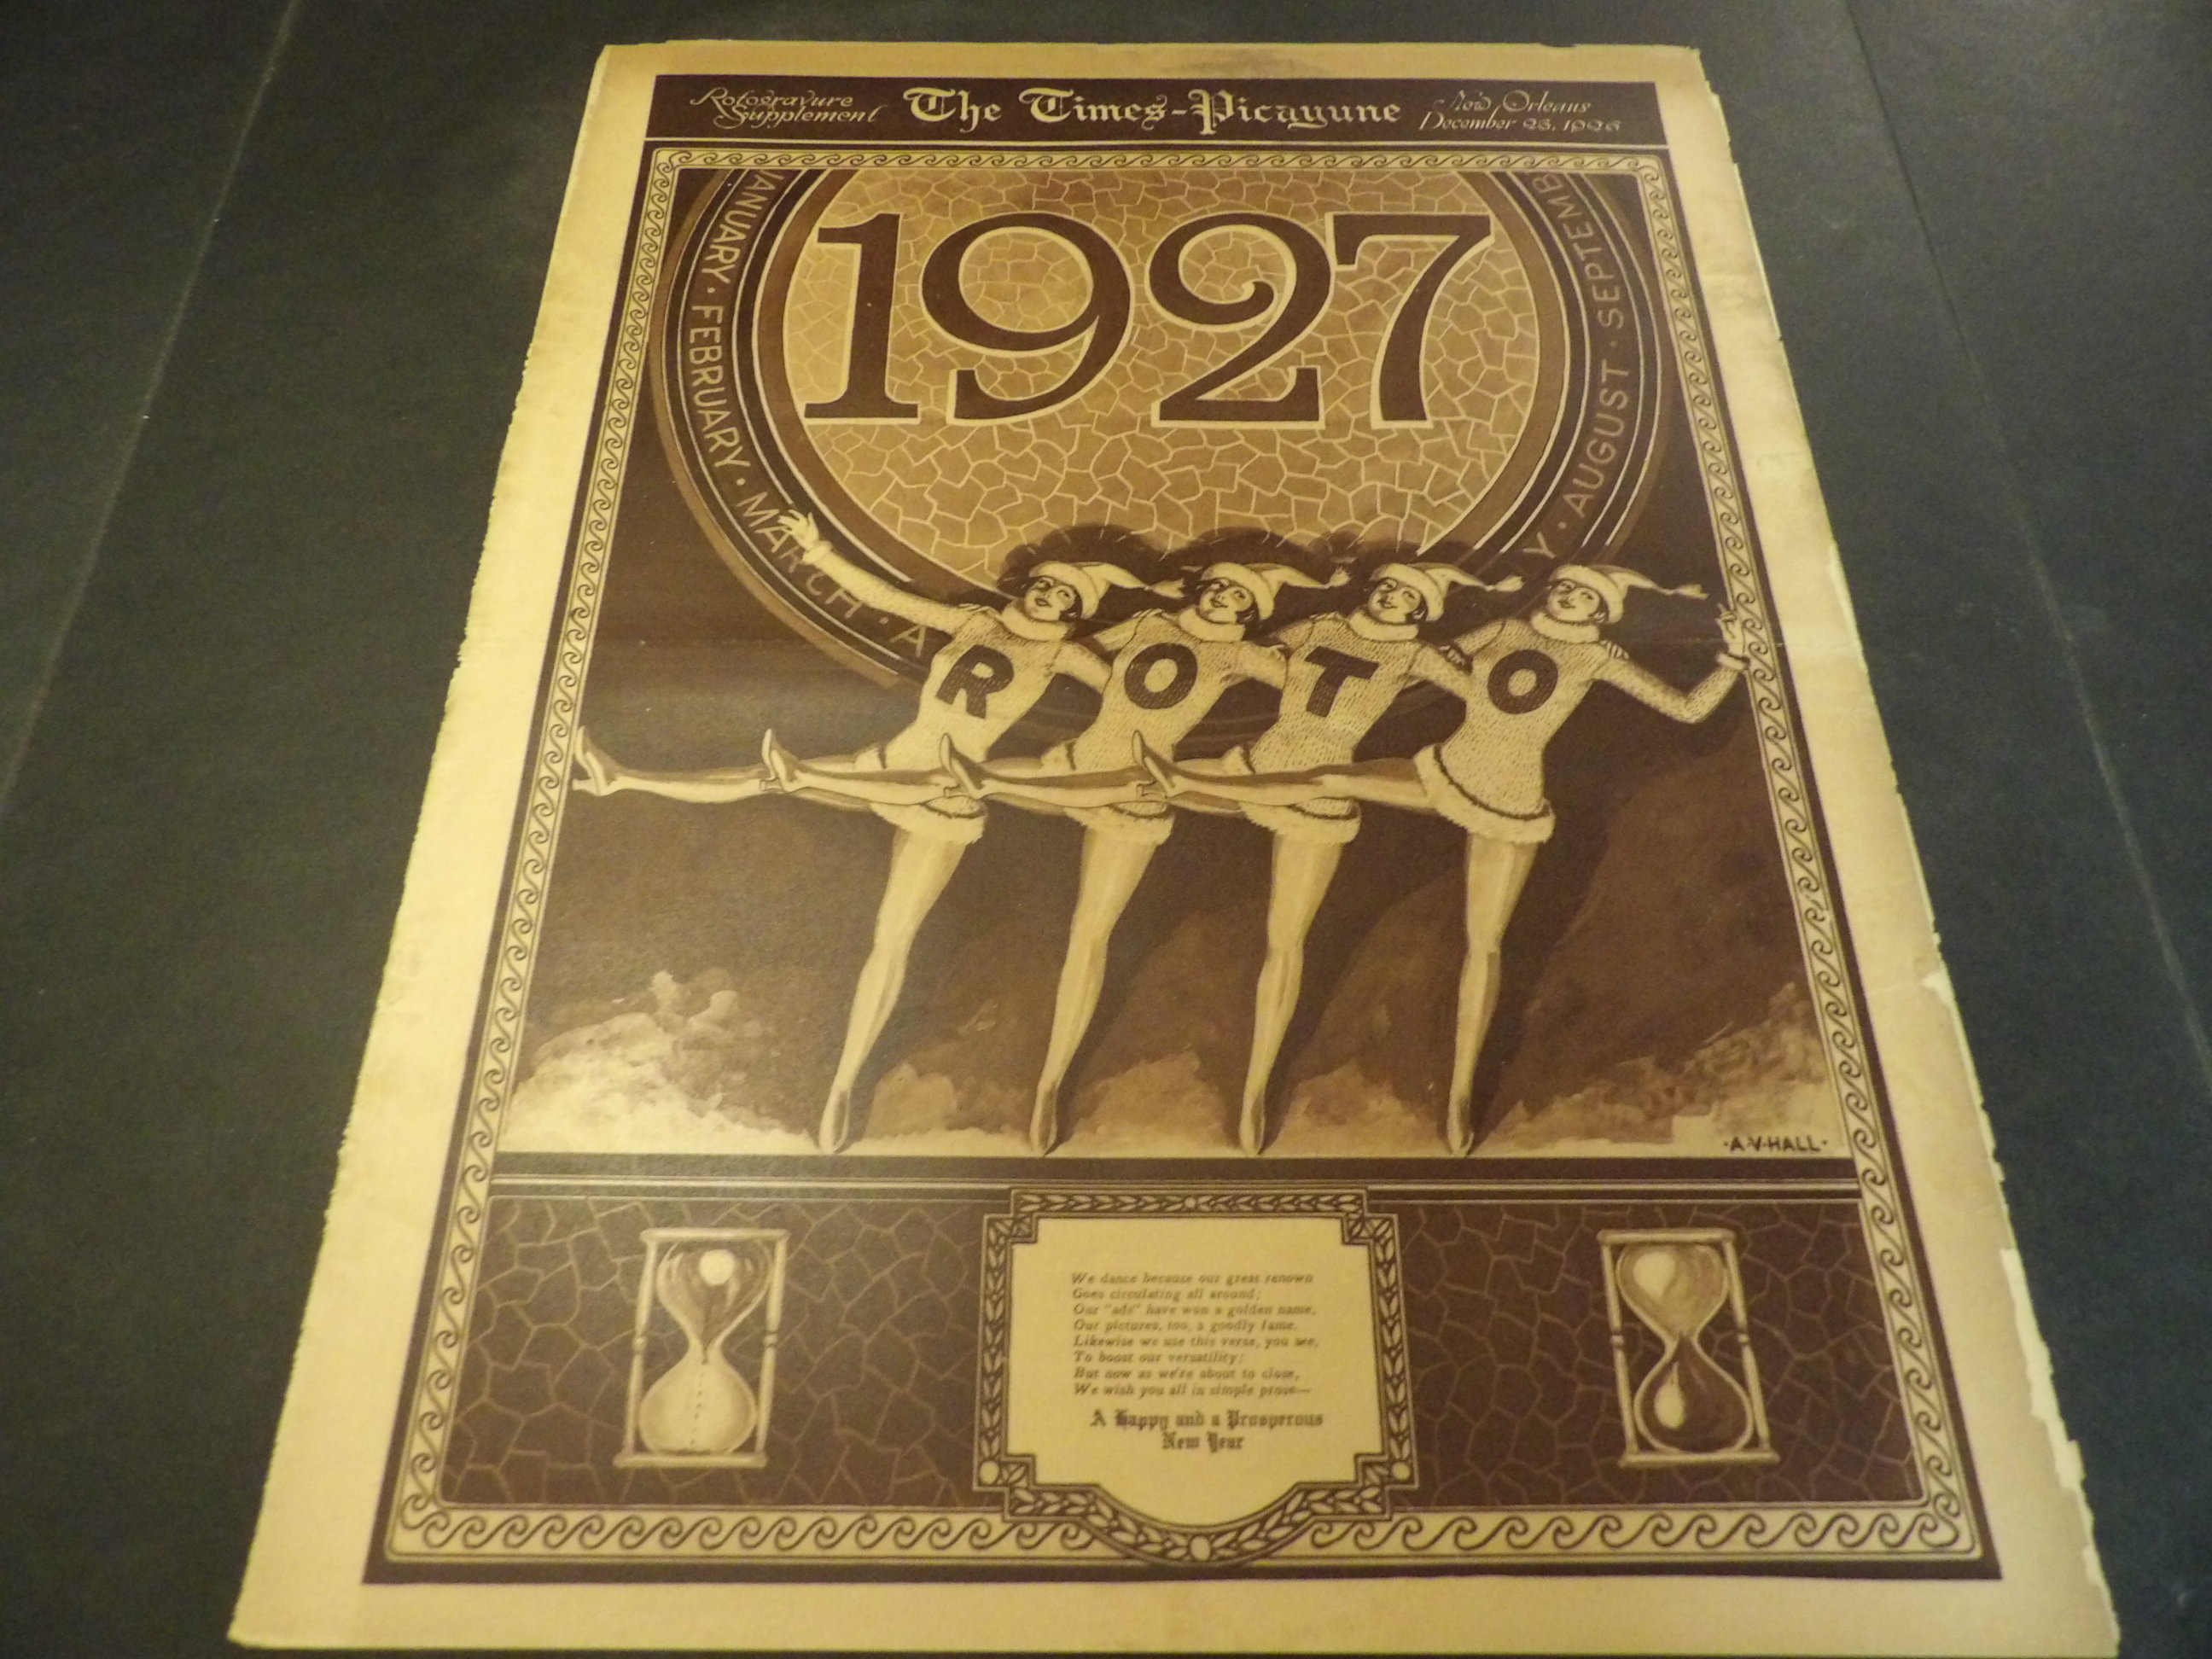 Rotogravure
Supplement
The Times-Picayune
New Orleans
December 26, 1926
1927
JANUARY · FEBRUARY · MARCH · A
Y · AUGUST · SEPTEMB
R O T O
·A·V·HALL·
We dance because our great renown
Goes circulating all around;
Our "ads" have won a golden name,
Our pictures, too, a goodly fame.
Likewise we use this verse, you see,
To boost our versatility;
But now as we're about to close,
We wish you all in simple prose—
A Happy and a Prosperous
New Year